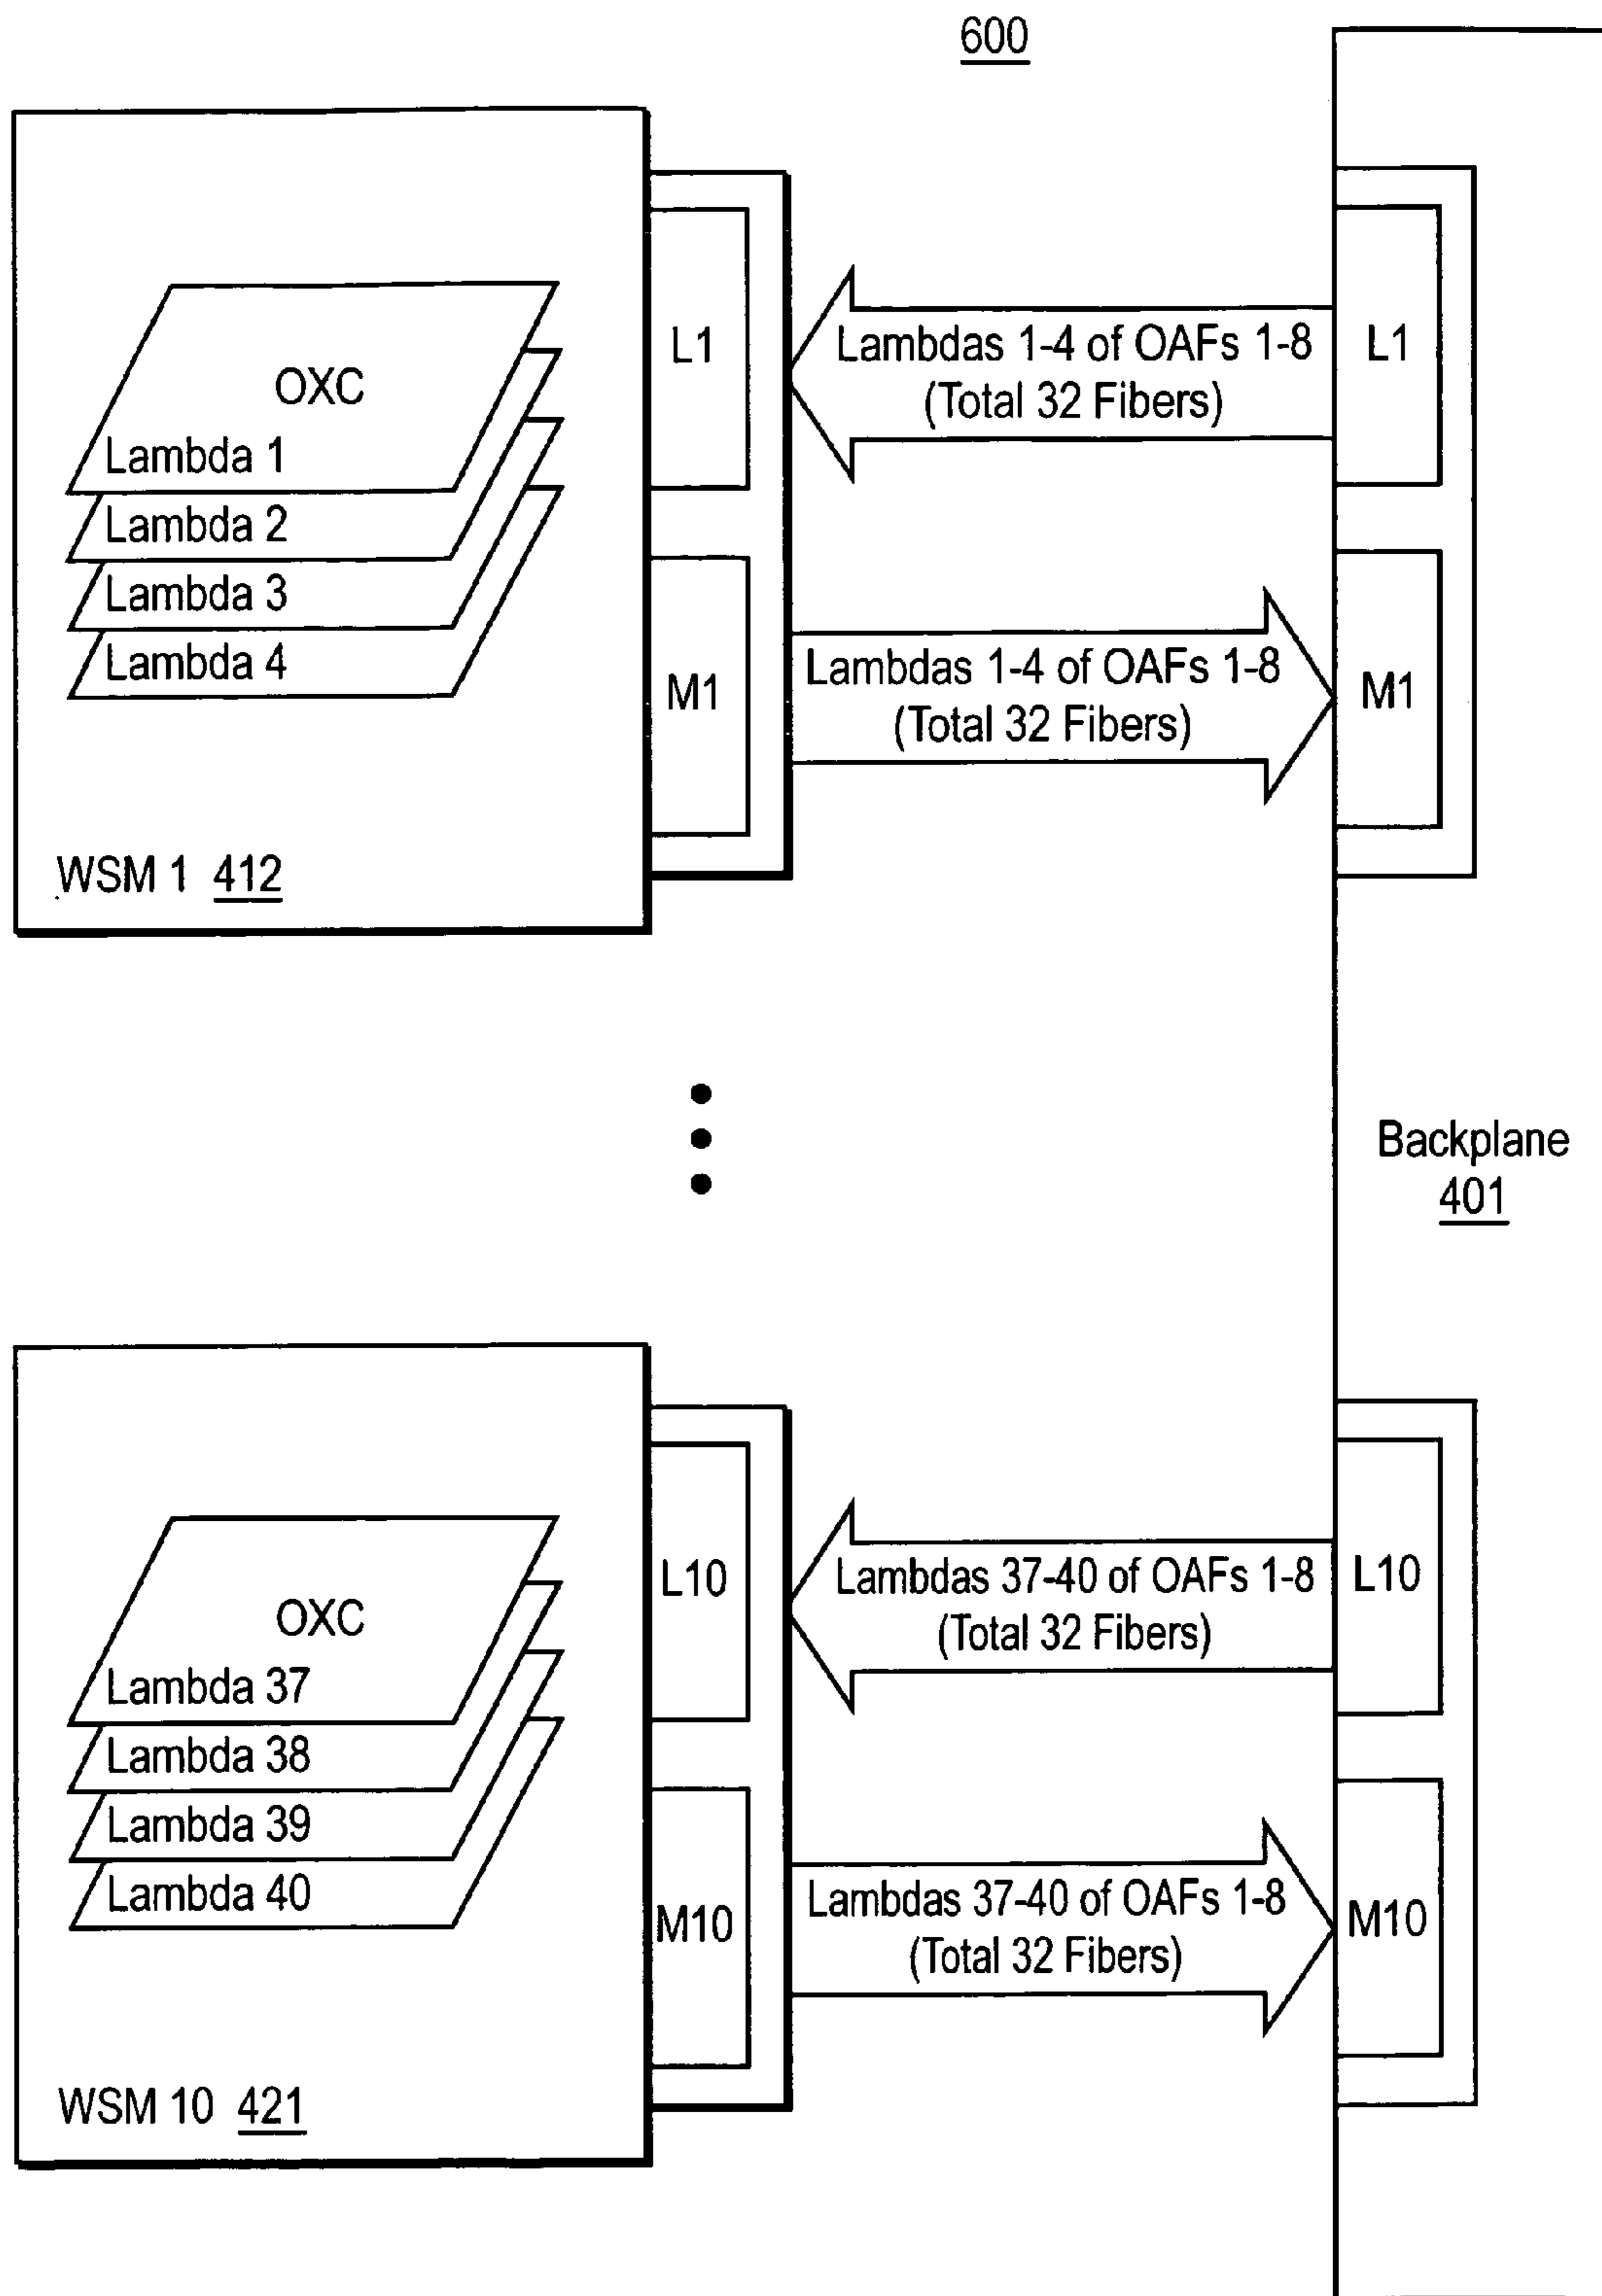 600
OXC
Lambda 1
Lambda 2
Lambda 3
Lambda 4
WSM 1 412
L1
M1
Lambdas 1-4 of OAFs 1-8
(Total 32 Fibers)
Lambdas 1-4 of OAFs 1-8
(Total 32 Fibers)
L1
M1
Backplane
401
OXC
Lambda 37
Lambda 38
Lambda 39
Lambda 40
WSM 10 421
L10
M10
Lambdas 37-40 of OAFs 1-8
(Total 32 Fibers)
Lambdas 37-40 of OAFs 1-8
(Total 32 Fibers)
L10
M10